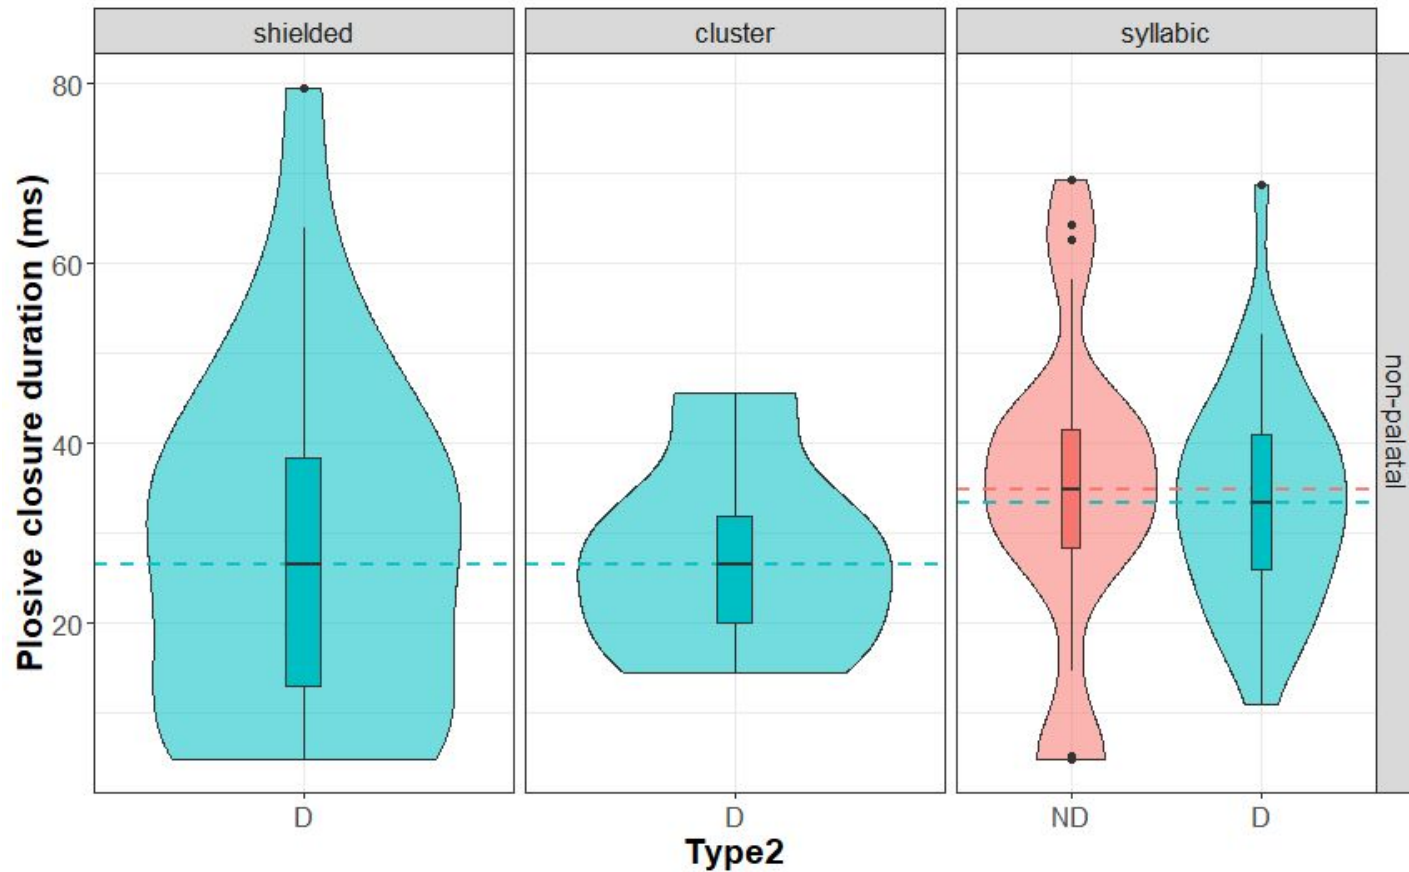 shielded cluster syllabic
80
60
40
20
Plosive closure duration (ms)
non-palatal
D D ND D
Type2